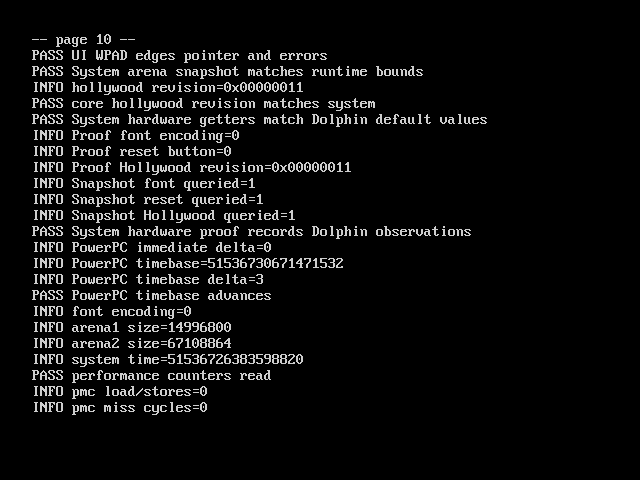 -- page 10 --
PASS UI WPAD edges pointer and errors
PASS System arena snapshot matches runtime bounds
INFO hollywood revision=0x00000011
PASS core hollywood revision matches system
PASS System hardware getters match Dolphin default values
INFO Proof font encoding=0
INFO Proof reset button=0
INFO Proof Hollywood revision=0x00000011
INFO Snapshot font queried=1
INFO Snapshot reset queried=1
INFO Snapshot Hollywood queried=1
PASS System hardware proof records Dolphin observations
INFO PowerPC immediate delta=0
INFO PowerPC timebase=51536730671471532
INFO PowerPC timebase delta=3
PASS PowerPC timebase advances
INFO font encoding=0
INFO arena1 size=14996800
INFO arena2 size=67108864
INFO system time=51536726383598820
PASS performance counters read
INFO pmc load/stores=0
INFO pmc miss cycles=0